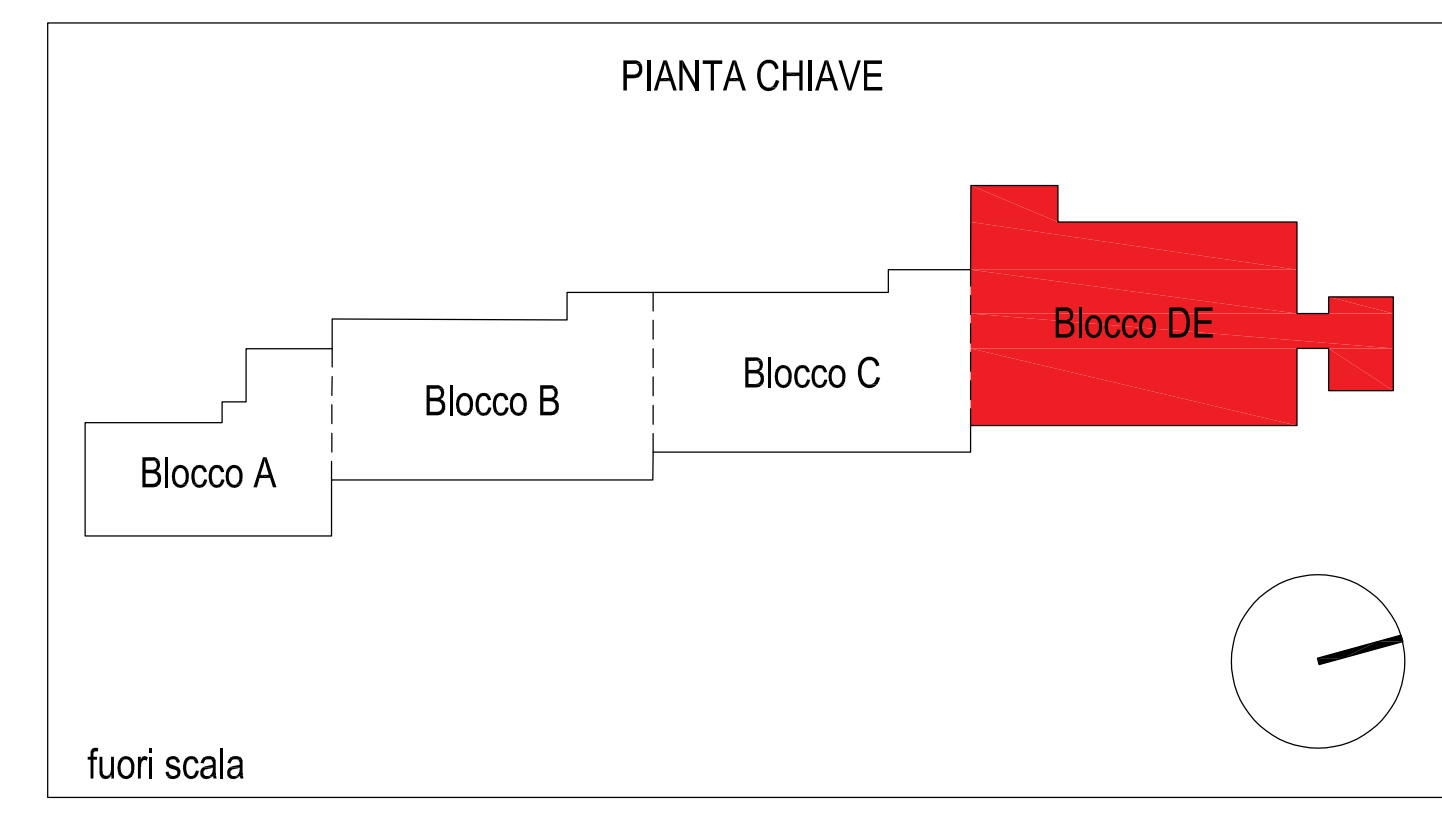 PIANTA CHIAVE
Blocco DE
Blocco C
Blocco B
Blocco A
fuori scala